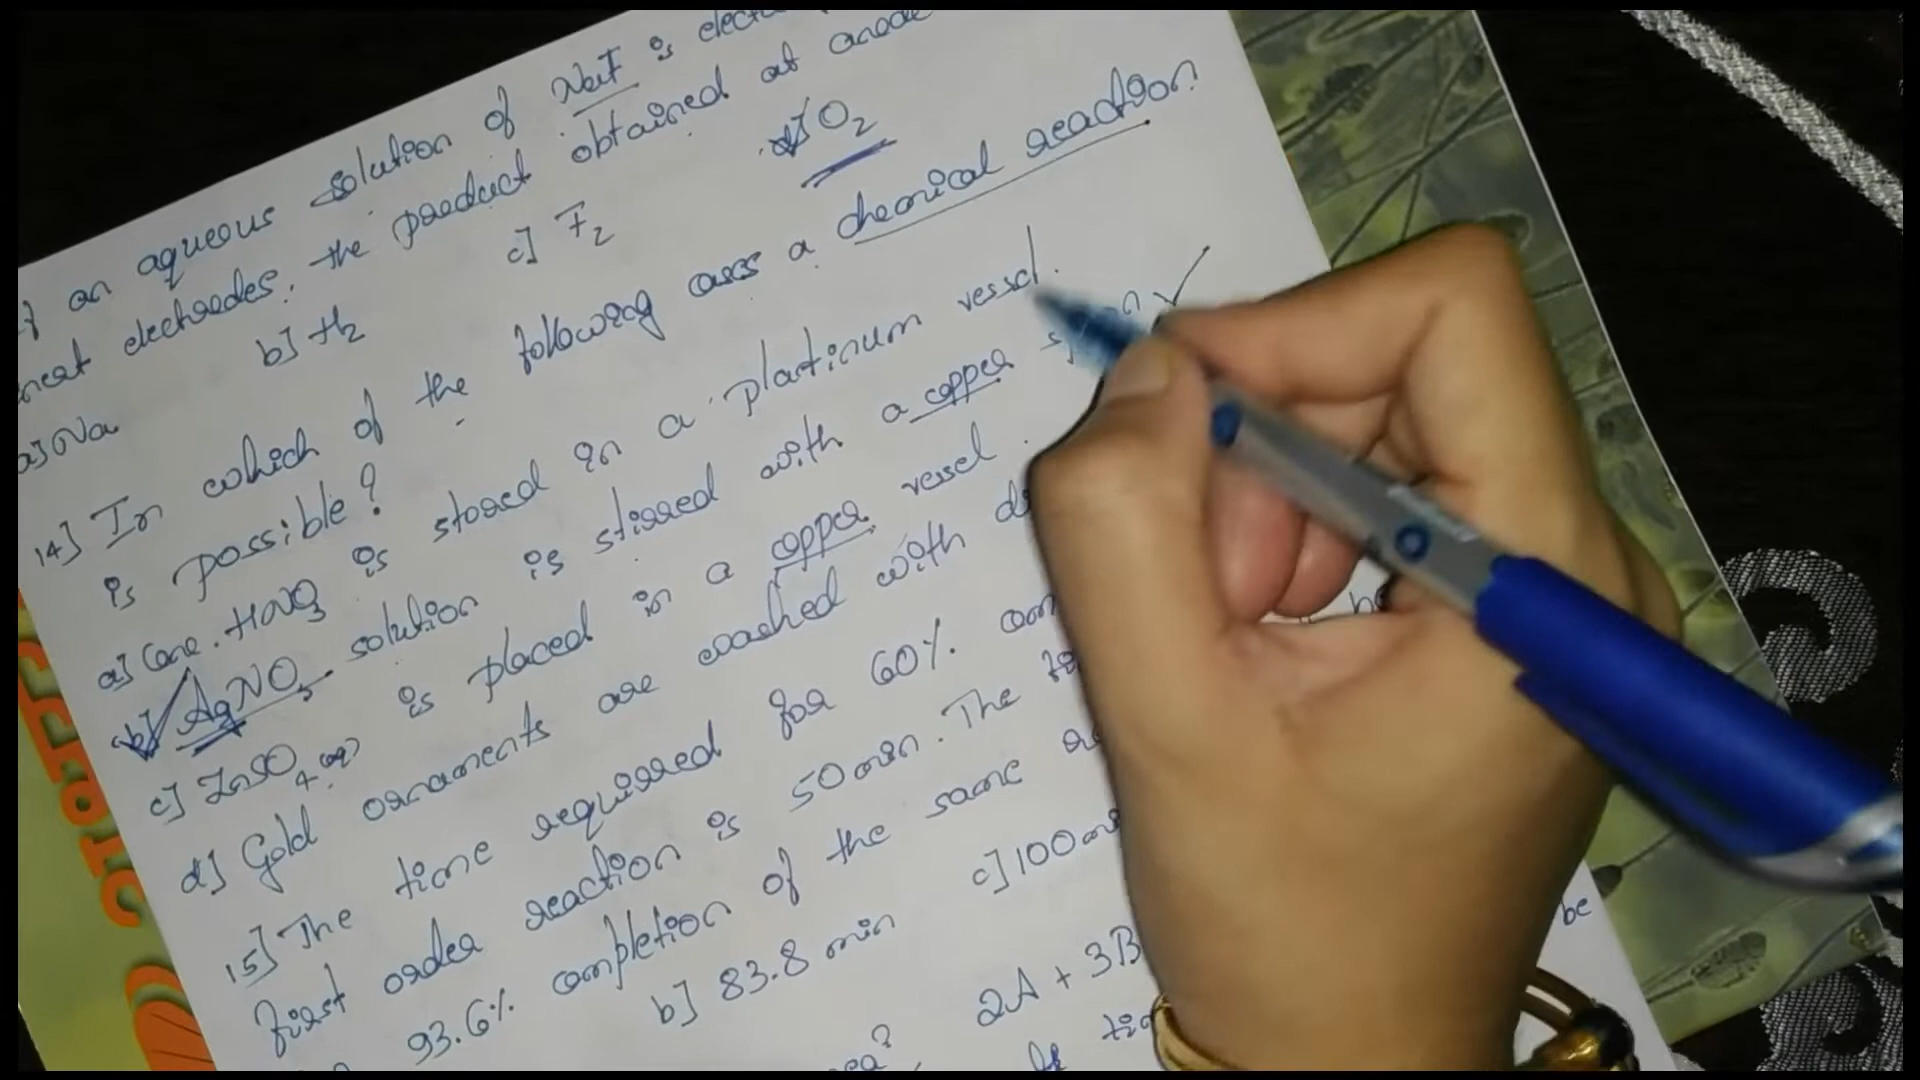 an aqueous solution of NaF is
electrodes. the product obtained at anode
a] Na b] H2 c] F2 d] O2
14] In which of the following cases a chemical reaction
is possible?
a] Conc. HNO3 is stored in a platinum vessel.
b] AgNO3 solution is stirred with a copper
c] ZnSO4 (aq) is placed in a copper vessel.
d] Gold ornaments are washed with
15] The time required for 60%
first order reaction is 50 min. The
93.6% completion of the same
b] 83.8 min c] 100
2A + 3B
be